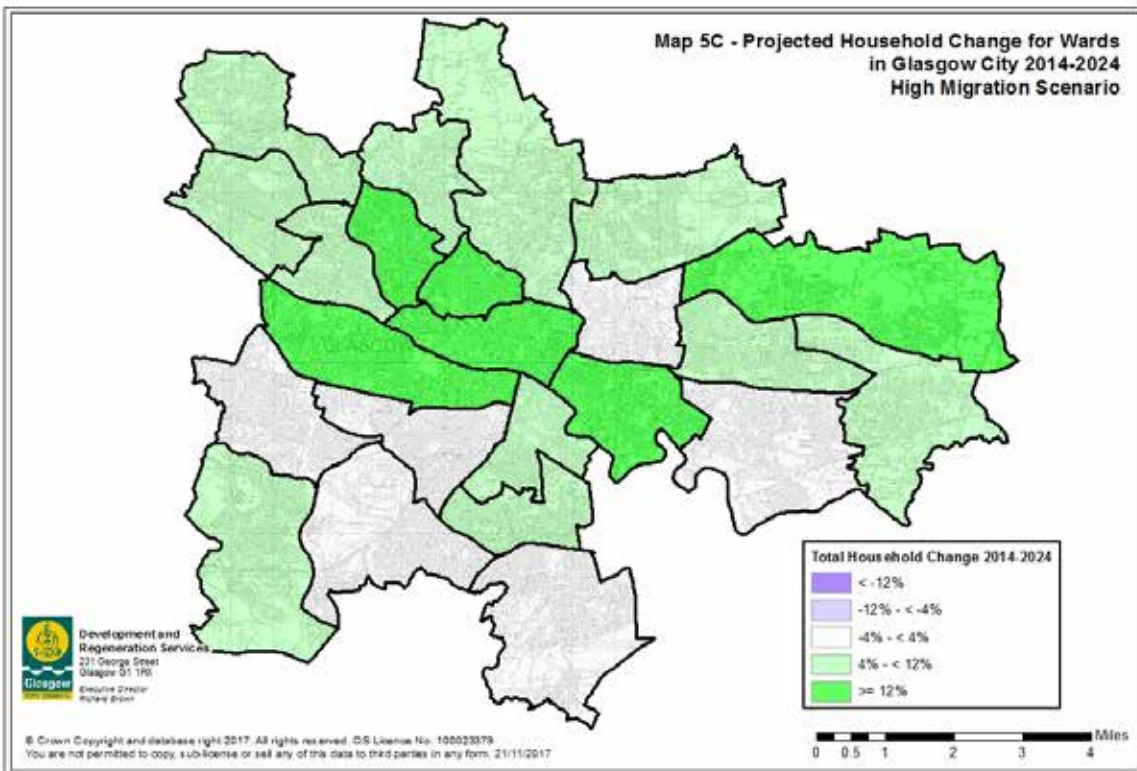 Map 5C - Projected Household Change for Wards
in Glasgow City 2014-2024
High Migration Scenario
GLASGO
Total Household Change 2014-2024
< -12%
-12% - < -4%
-4% - < 4%
4% - < 12%
>= 12%
Development and
Regeneration Services
231 George Street
Glasgow G1 1RX
Executive Director
Richard Brown
Glasgow
CITY COUNCIL
© Crown Copyright and database right 2017. All rights reserved. OS Licence No. 100023379.
You are not permitted to copy, sub-license or sell any of this data to third parties in any form. 21/11/2017
Miles
0 0.5 1 2 3 4